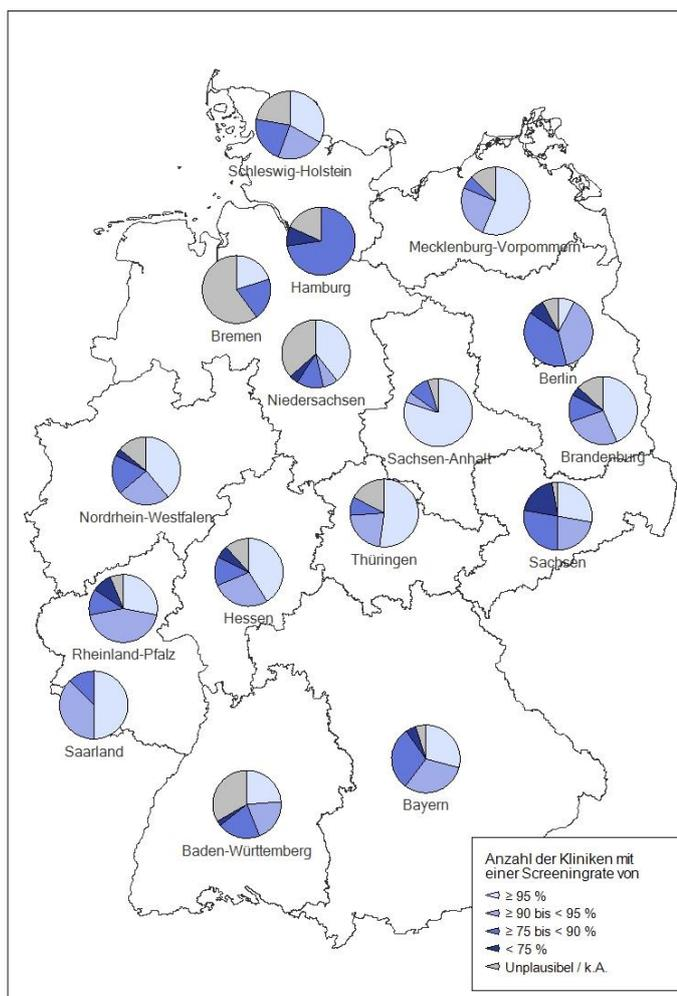 Schleswig-Holstein
Mecklenburg-Vorpommern
Hamburg
Bremen
Niedersachsen
Berlin
Brandenburg
Sachsen-Anhalt
Nordrhein-Westfalen
Thüringen
Sachsen
Hessen
Rheinland-Pfalz
Saarland
Bayern
Baden-Württemberg
Anzahl der Kliniken mit
einer Screeningrate von
≥ 95 %
≥ 90 bis < 95 %
≥ 75 bis < 90 %
< 75 %
Unplausibel / k.A.